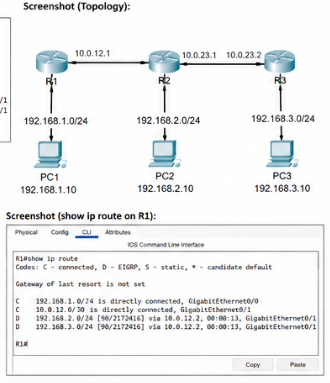 Screenshot (Topology):
10.0.12.1
10.0.23.1
10.0.23.2
R1
R2
R3
/1
/1
192.168.1.0/24
192.168.2.0/24
192.168.3.0/24
PC1
192.168.1.10
PC2
192.168.2.10
PC3
192.168.3.10
Screenshot (show ip route on R1):
Physical Config CLI Attributes
IOS Command Line Interface
R1#show ip route
Codes: C - connected, D - EIGRP, S - static, * - candidate default
Gateway of last resort is not set
C 192.168.1.0/24 is directly connected, GigabitEthernet0/0
C 10.0.12.0/30 is directly connected, GigabitEthernet0/1
D 192.168.2.0/24 [90/2172416] via 10.0.12.2, 00:00:13, GigabitEthernet0/1
D 192.168.3.0/24 [90/2172416] via 10.0.12.2, 00:00:13, GigabitEthernet0/1
R1#
Copy Paste